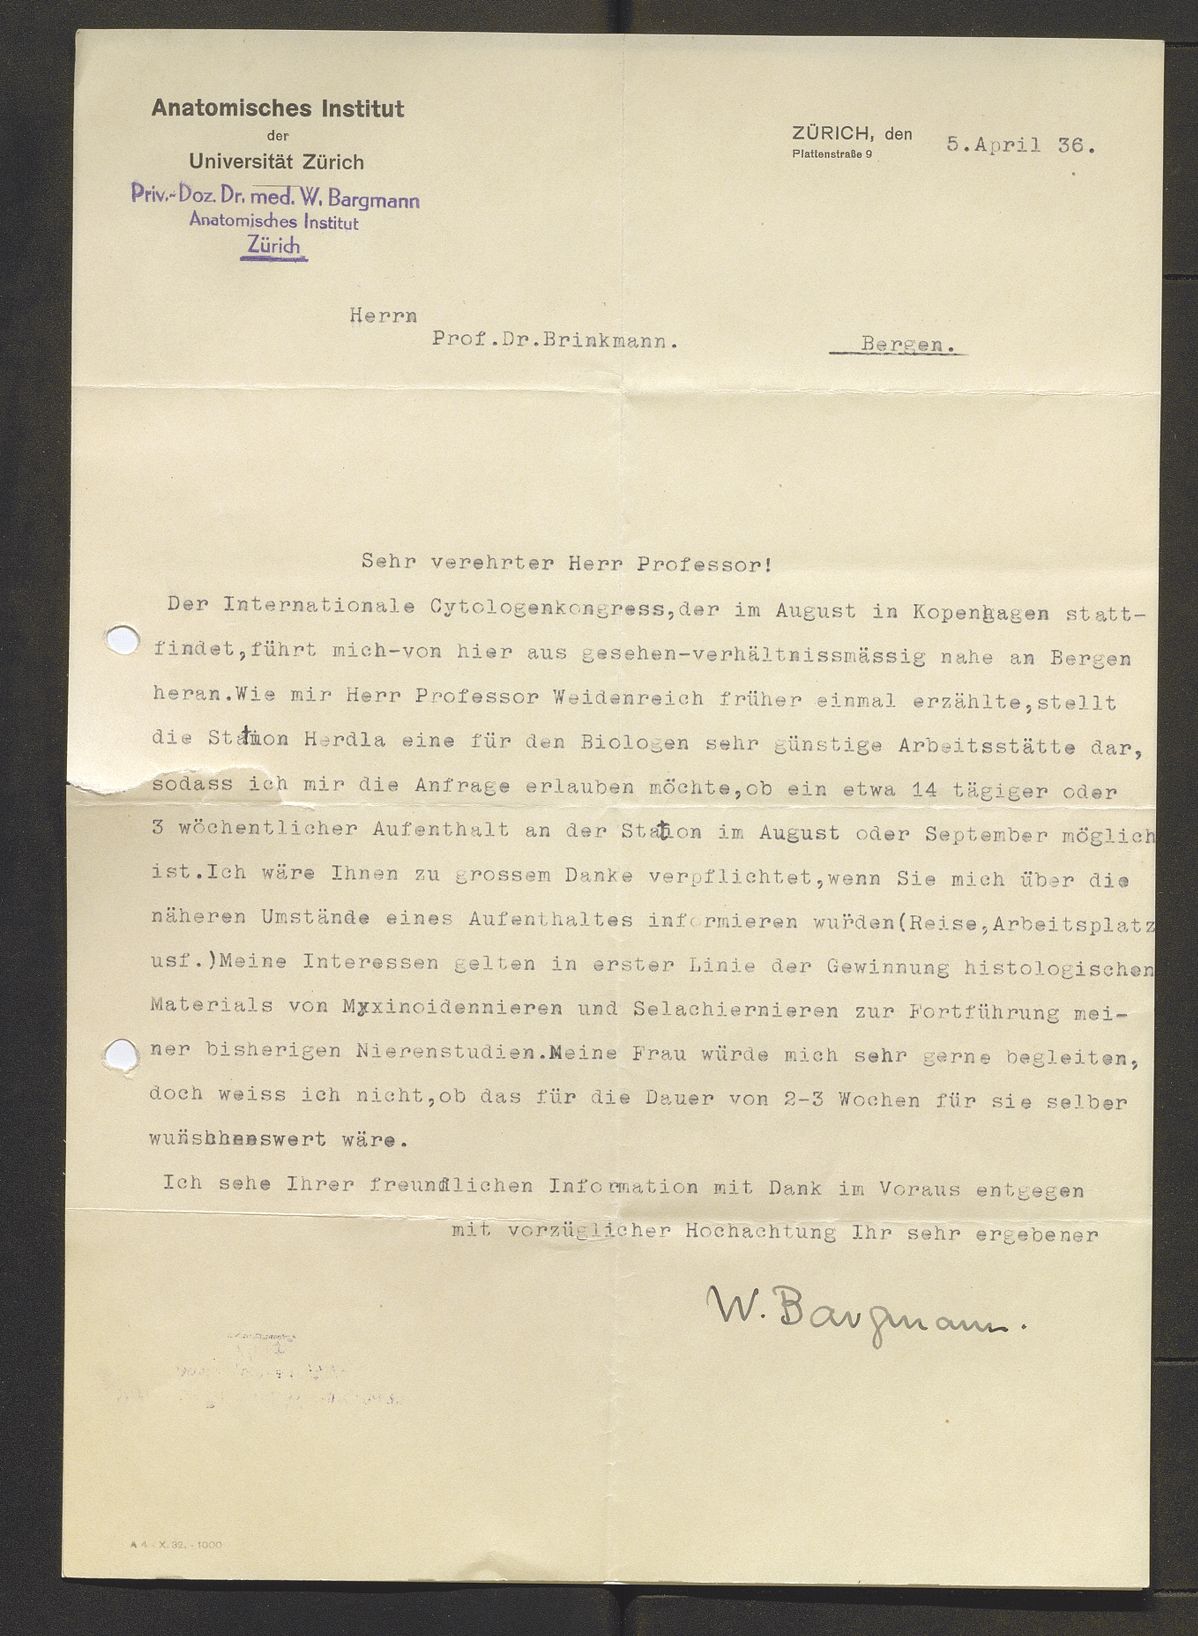 Anatomisches Institut
der
Universität Zürich
Priv.-Doz. Dr. med. W. Bargmann
Anatomisches Institut
Zürich
ZÜRICH, den 5.April 36.
Plattenstraße 9
Herrn
Prof.Dr.Brinkmann. Bergen.
Sehr verehrter Herr Professor!
Der Internationale Cytologenkongress,der im August in Kopenhagen statt-
findet,führt mich-von hier aus gesehen-verhältnissmässig nahe an Bergen
heran.Wie mir Herr Professor Weidenreich früher einmal erzählte,stellt
die Station Herdla eine für den Biologen sehr günstige Arbeitsstätte dar,
sodass ich mir die Anfrage erlauben möchte,ob ein etwa 14 tägiger oder
3 wöchentlicher Aufenthalt an der Station im August oder September möglich
ist.Ich wäre Ihnen zu grossem Danke verpflichtet,wenn Sie mich über die
näheren Umstände eines Aufenthaltes informieren würden(Reise,Arbeitsplatz
usf.)Meine Interessen gelten in erster Linie der Gewinnung histologischen
Materials von Myxinoidennieren und Selachiernieren zur Fortführung mei-
ner bisherigen Nierenstudien.Meine Frau würde mich sehr gerne begleiten,
doch weiss ich nicht,ob das für die Dauer von 2-3 Wochen für sie selber
wünschenswert wäre.
Ich sehe Ihrer freundlichen Information mit Dank im Voraus entgegen
mit vorzüglicher Hochachtung Ihr sehr ergebener
W. Bargmann.
A 4 - X. 32. - 1000